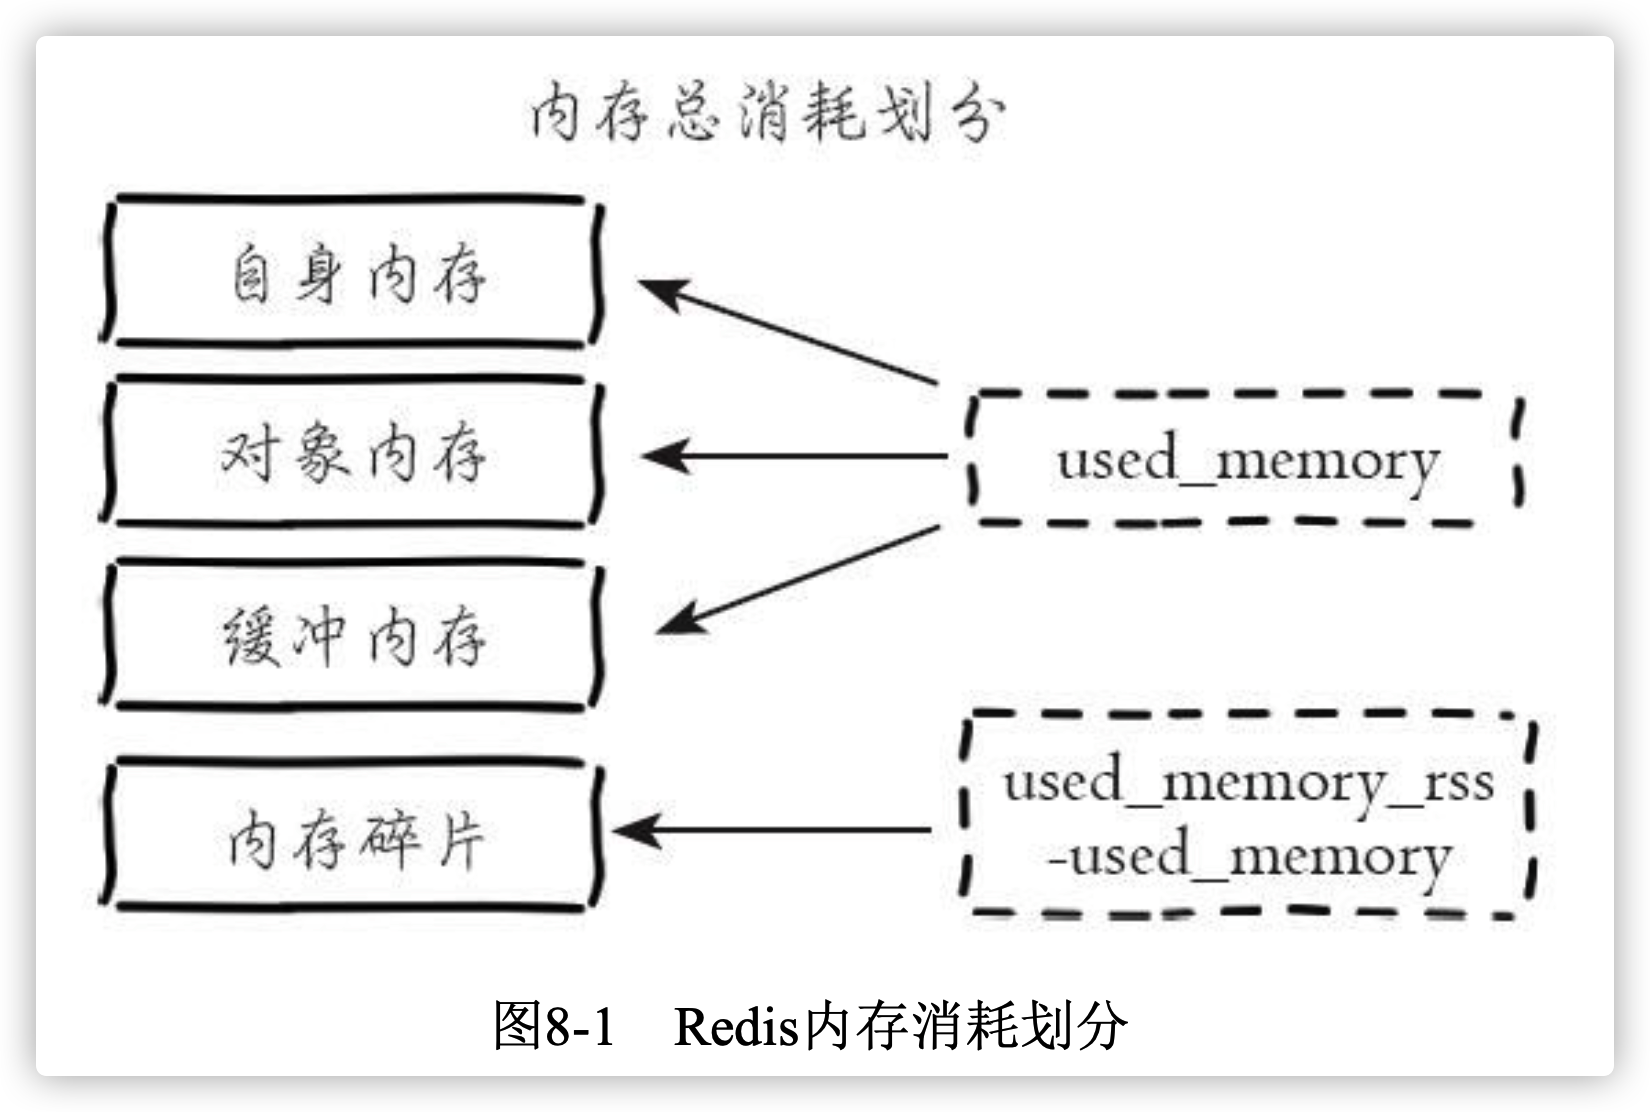 内存总消耗划分
自身内存
对象内存
缓冲内存
内存碎片
used_memory
used_memory_rss
-used_memory
图8-1 Redis内存消耗划分